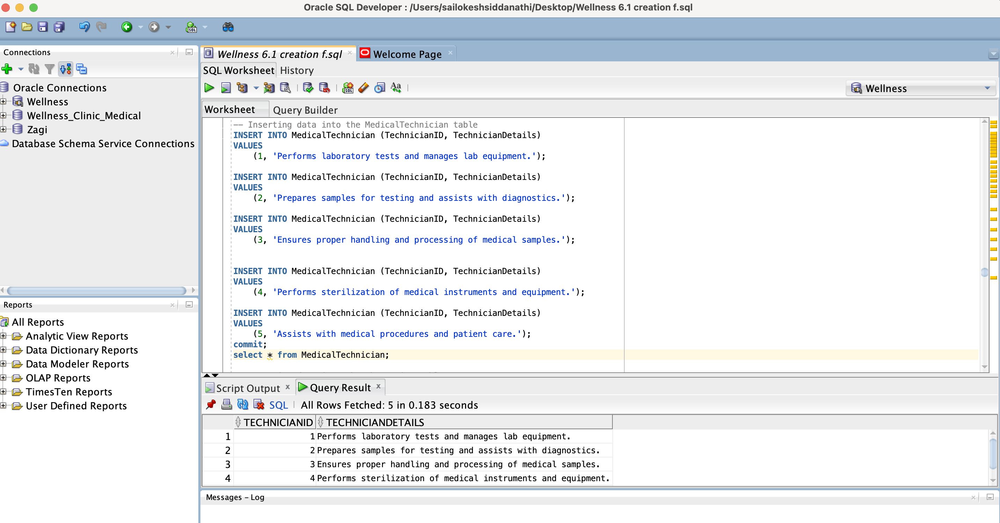 Oracle SQL Developer : /Users/sailokeshsiddanathi/Desktop/Wellness 6.1 creation f.sql
Connections
Oracle Connections
Wellness
Wellness_Clinic_Medical
Zagi
Database Schema Service Connections
Reports
All Reports
Analytic View Reports
Data Dictionary Reports
Data Modeler Reports
OLAP Reports
TimesTen Reports
User Defined Reports
Wellness 6.1 creation f.sql
Welcome Page
SQL Worksheet
History
Wellness
Worksheet
Query Builder
-- Inserting data into the MedicalTechnician table
INSERT INTO MedicalTechnician (TechnicianID, TechnicianDetails)
VALUES
(1, 'Performs laboratory tests and manages lab equipment.');
INSERT INTO MedicalTechnician (TechnicianID, TechnicianDetails)
VALUES
(2, 'Prepares samples for testing and assists with diagnostics.');
INSERT INTO MedicalTechnician (TechnicianID, TechnicianDetails)
VALUES
(3, 'Ensures proper handling and processing of medical samples.');
INSERT INTO MedicalTechnician (TechnicianID, TechnicianDetails)
VALUES
(4, 'Performs sterilization of medical instruments and equipment.');
INSERT INTO MedicalTechnician (TechnicianID, TechnicianDetails)
VALUES
(5, 'Assists with medical procedures and patient care.');
commit;
select * from MedicalTechnician;
Script Output
Query Result
SQL
All Rows Fetched: 5 in 0.183 seconds
TECHNICIANID TECHNICIANDETAILS
1 1 Performs laboratory tests and manages lab equipment.
2 2 Prepares samples for testing and assists with diagnostics.
3 3 Ensures proper handling and processing of medical samples.
4 4 Performs sterilization of medical instruments and equipment.
Messages - Log